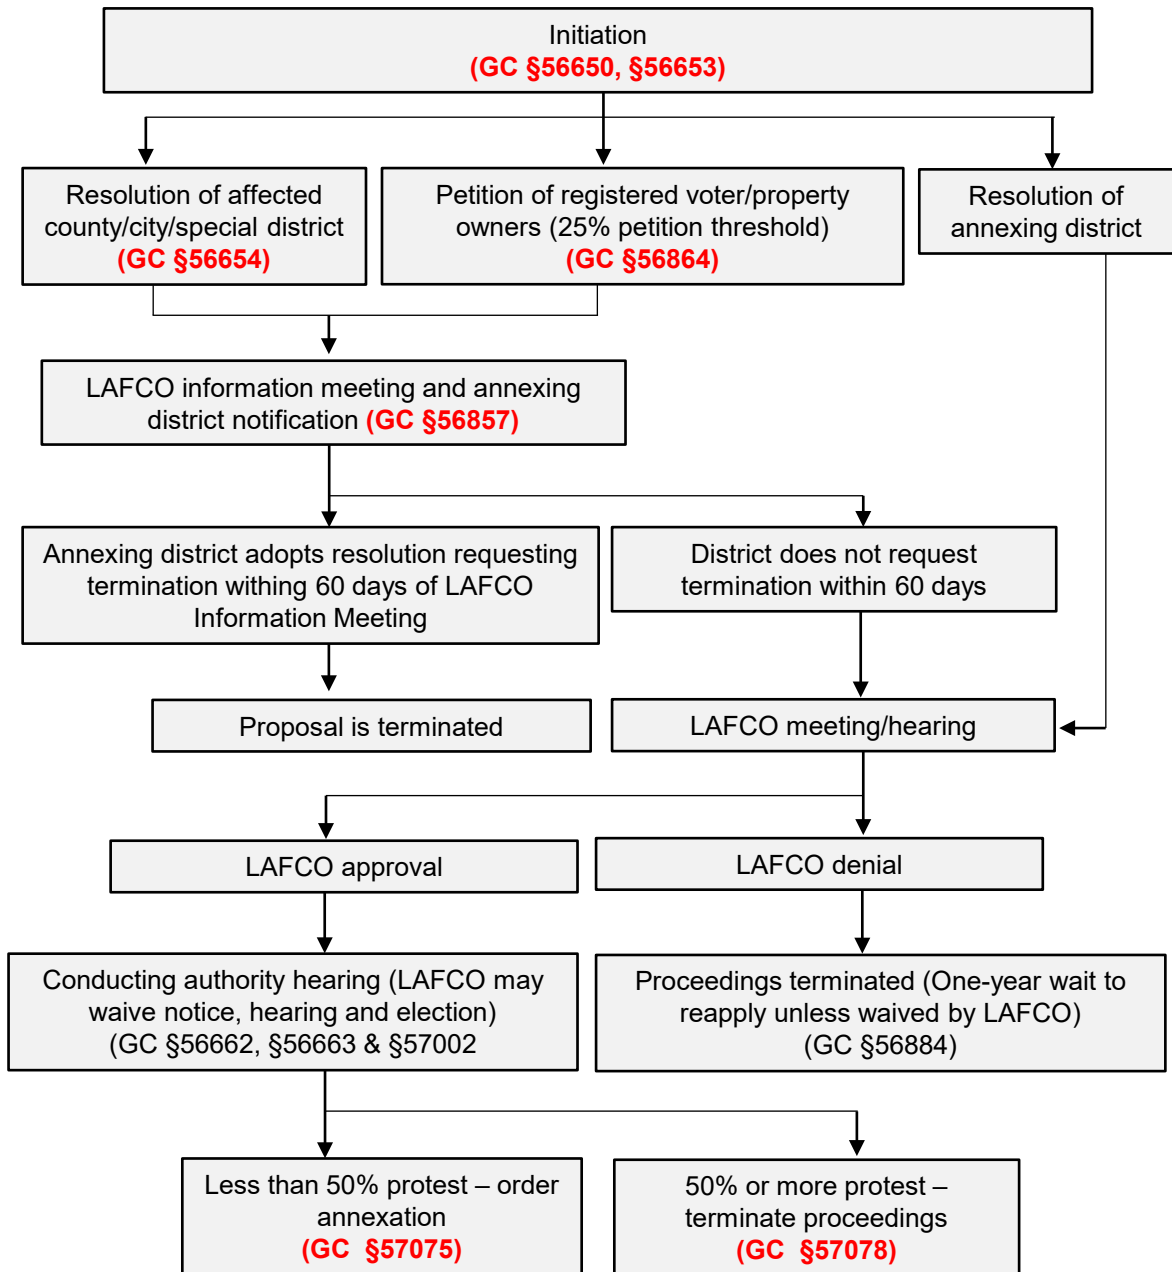 Initiation
(GC §56650, §56653)
Resolution of affected
county/city/special district
(GC §56654)
Petition of registered voter/property
owners (25% petition threshold)
(GC §56864)
Resolution of
annexing district
LAFCO information meeting and annexing
district notification (GC §56857)
Annexing district adopts resolution requesting
termination withing 60 days of LAFCO
Information Meeting
District does not request
termination within 60 days
Proposal is terminated
LAFCO meeting/hearing
LAFCO approval
LAFCO denial
Conducting authority hearing (LAFCO may
waive notice, hearing and election)
(GC §56662, §56663 & §57002
Proceedings terminated (One-year wait to
reapply unless waived by LAFCO)
(GC §56884)
Less than 50% protest – order
annexation
(GC §57075)
50% or more protest –
terminate proceedings
(GC §57078)